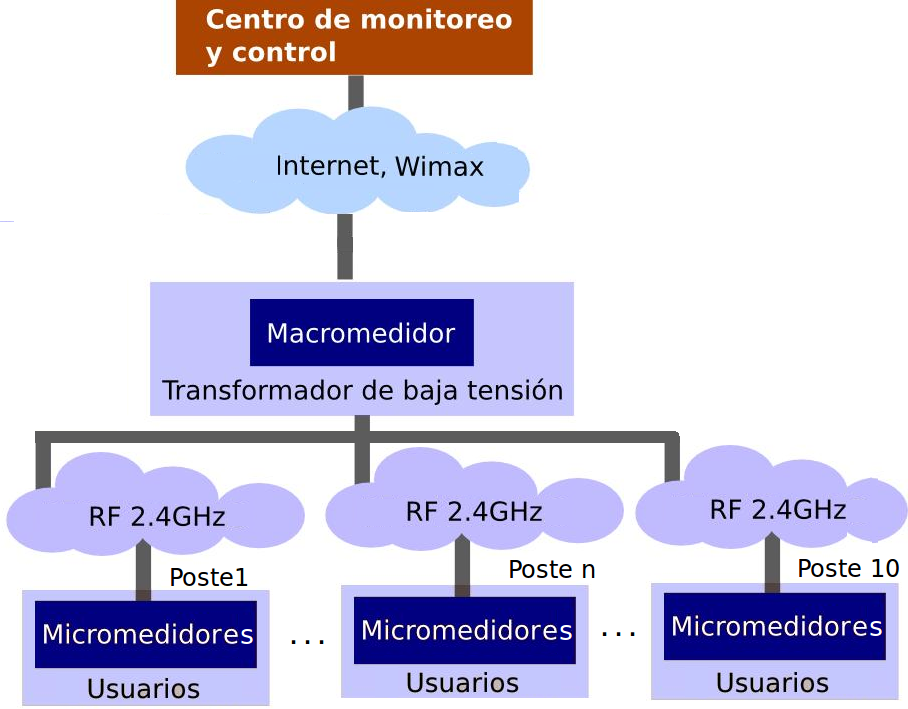 Centro de monitoreo
y control
Internet, Wimax
Macromedidor
Transformador de baja tensión
RF 2.4GHz
RF 2.4GHz
RF 2.4GHz
Poste1
Poste n
Poste 10
Micromedidores
...
Micromedidores
...
Micromedidores
Usuarios
Usuarios
Usuarios